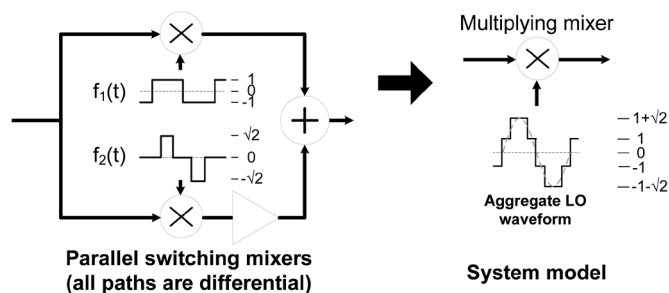 f₁(t)
1
0
-1
f₂(t)
√2
0
-√2
Parallel switching mixers
(all paths are differential)
Multiplying mixer
1+√2
1
0
-1
-1-√2
Aggregate LO
waveform
System model